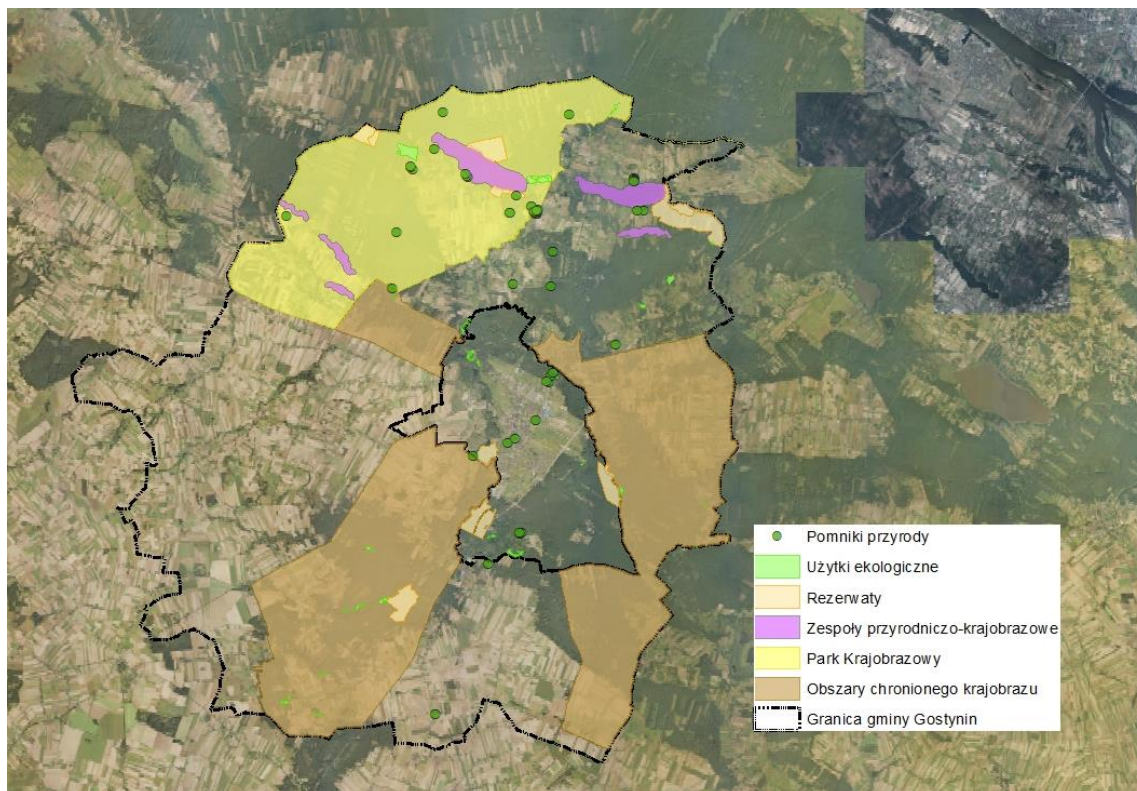 Pomniki przyrody
Użytki ekologiczne
Rezerwaty
Zespoły przyrodniczo-krajobrazowe
Park Krajobrazowy
Obszary chronionego krajobrazu
Granica gminy Gostynin